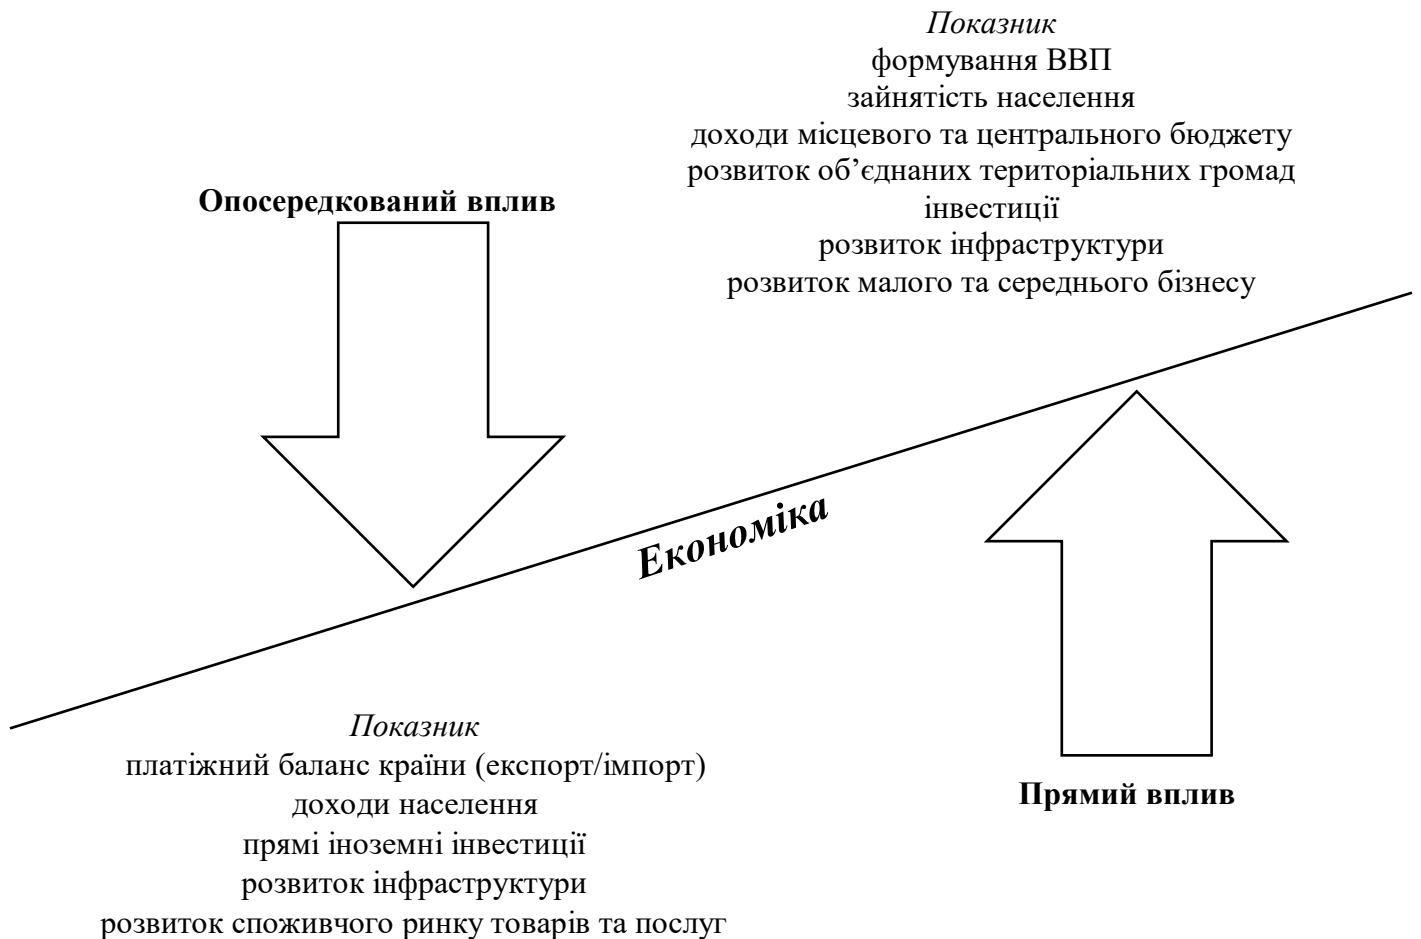 Показник
формування ВВП
зайнятість населення
доходи місцевого та центрального бюджету
розвиток об’єднаних територіальних громад
інвестиції
розвиток інфраструктури
розвиток малого та середнього бізнесу
Опосередкований вплив
Економіка
Показник
платіжний баланс країни (експорт/імпорт)
доходи населення
прямі іноземні інвестиції
розвиток інфраструктури
розвиток споживчого ринку товарів та послуг
Прямий вплив